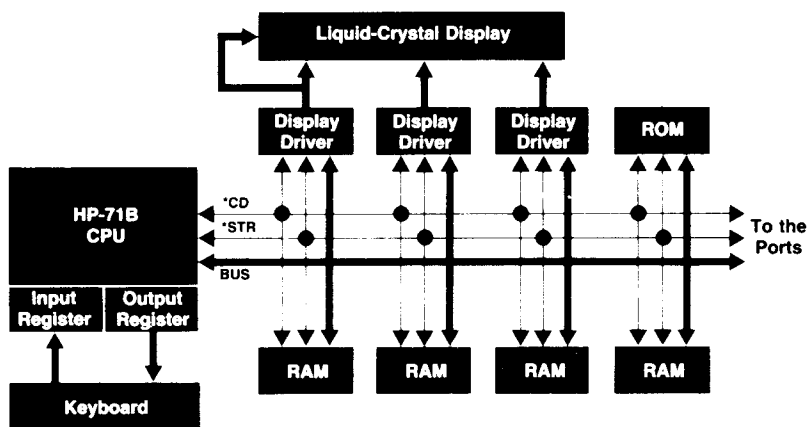 Liquid-Crystal Display
Display
Driver
Display
Driver
Display
Driver
ROM
HP-71B
CPU
*CD
*STR
BUS
To the
Ports
Input
Register
Output
Register
RAM
RAM
RAM
RAM
Keyboard